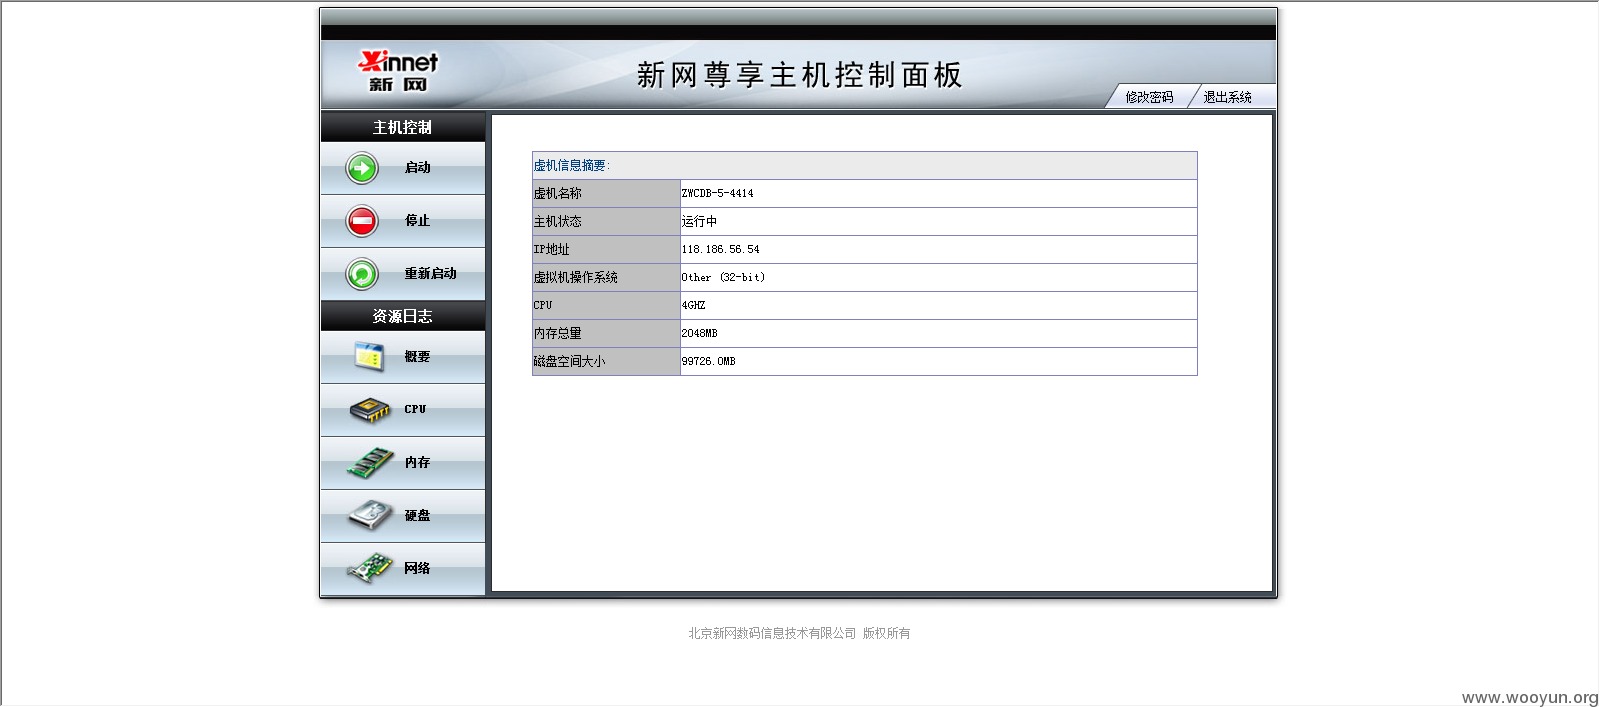 Xinnet
新网
新网尊享主机控制面板
修改密码 退出系统
主机控制
启动
停止
重新启动
资源日志
概要
CPU
内存
硬盘
网络
虚机信息摘要:
虚机名称 ZWCDB-5-4414
主机状态 运行中
IP地址 118.186.56.54
虚拟机操作系统 Other (32-bit)
CPU 4GHZ
内存总量 2048MB
磁盘空间大小 99726.0MB
北京新网数码信息技术有限公司 版权所有
www.wooyun.org